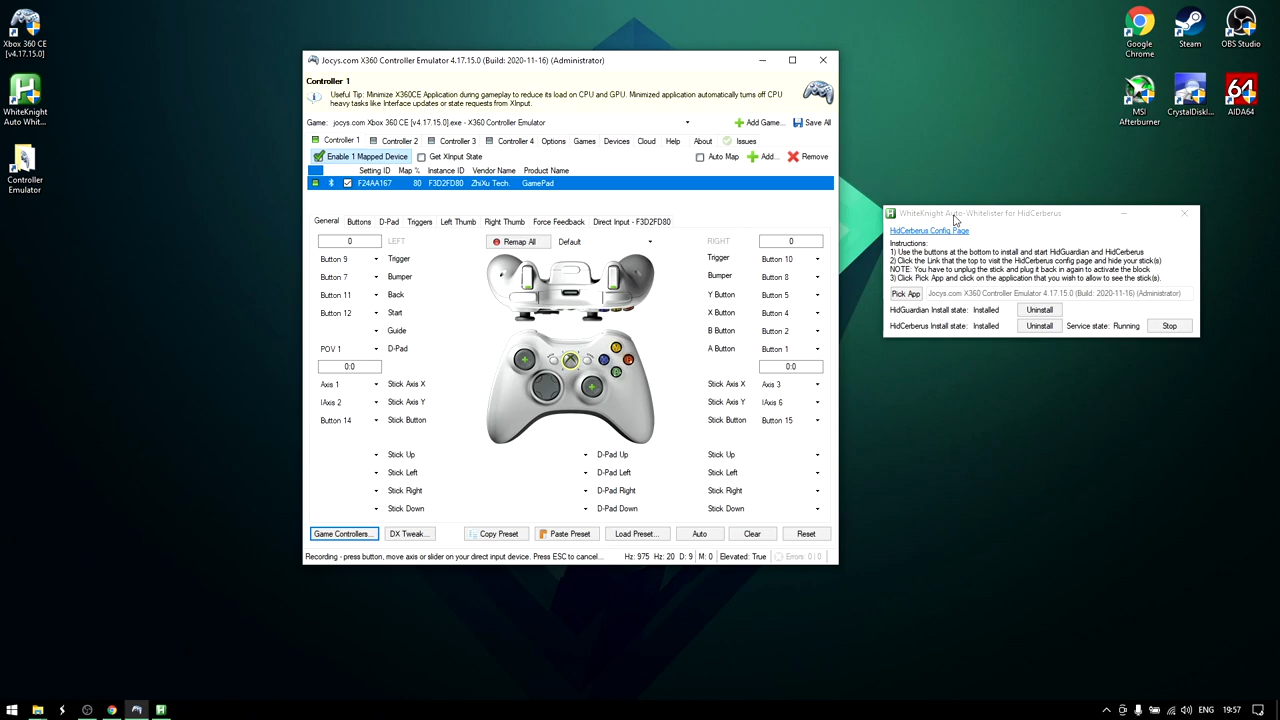 Xbox 360 CE
[v4.17.15.0]
WhiteKnight
Auto Whit...
Controller
Emulator
Google
Chrome
Steam
OBS Studio
MSI
Afterburner
CrystalDiskI...
64
AIDA64
Jocys.com X360 Controller Emulator 4.17.15.0 (Build: 2020-11-16) (Administrator)
Controller 1
Useful Tip: Minimize X360CE Application during gameplay to reduce its load on CPU and GPU. Minimized application automatically turns off CPU
heavy tasks like Interface updates or state requests from XInput.
Game: jocys.com Xbox 360 CE [v4.17.15.0].exe - X360 Controller Emulator Add Game... Save All
Controller 1 Controller 2 Controller 3 Controller 4 Options Games Devices Cloud Help About Issues
Enable 1 Mapped Device Get XInput State Auto Map Add... Remove
Setting ID Map % Instance ID Vendor Name Product Name
F24AA167 80 F3D2FD80 ZhiXu Tech. GamePad
General Buttons D-Pad Triggers Left Thumb Right Thumb Force Feedback Direct Input - F3D2FD80
0 LEFT Remap All Default RIGHT 0
Button 9 Trigger Trigger Button 10
Button 7 Bumper Bumper Button 8
Button 11 Back Y Button Button 5
Button 12 Start X Button Button 4
Guide B Button Button 2
POV 1 D-Pad A Button Button 1
0:0 0:0
Axis 1 Stick Axis X Stick Axis X Axis 3
IAxis 2 Stick Axis Y Stick Axis Y IAxis 6
Button 14 Stick Button Stick Button Button 15
Stick Up D-Pad Up Stick Up
Stick Left D-Pad Left Stick Left
Stick Right D-Pad Right Stick Right
Stick Down D-Pad Down Stick Down
Game Controllers... DX Tweak... Copy Preset Paste Preset Load Preset... Auto Clear Reset
Recording - press button, move axis or slider on your direct input device. Press ESC to cancel... Hz: 975 Hz: 20 D: 9 M: 0 Elevated: True Errors: 0 | 0
WhiteKnight Auto-Whitelister for HidCerberus
HidCerberus Config Page
Instructions:
1) Use the buttons at the bottom to install and start HidGuardian and HidCerberus
2) Click the Link that the top to visit the HidCerberus config page and hide your stick(s)
NOTE: You have to unplug the stick and plug it back in again to activate the block
3) Click Pick App and click on the application that you wish to allow to see the stick(s).
Pick App Jocys.com X360 Controller Emulator 4.17.15.0 (Build: 2020-11-16) (Administrator)
HidGuardian Install state: Installed Uninstall
HidCerberus Install state: Installed Uninstall Service state: Running Stop
ENG 19:57